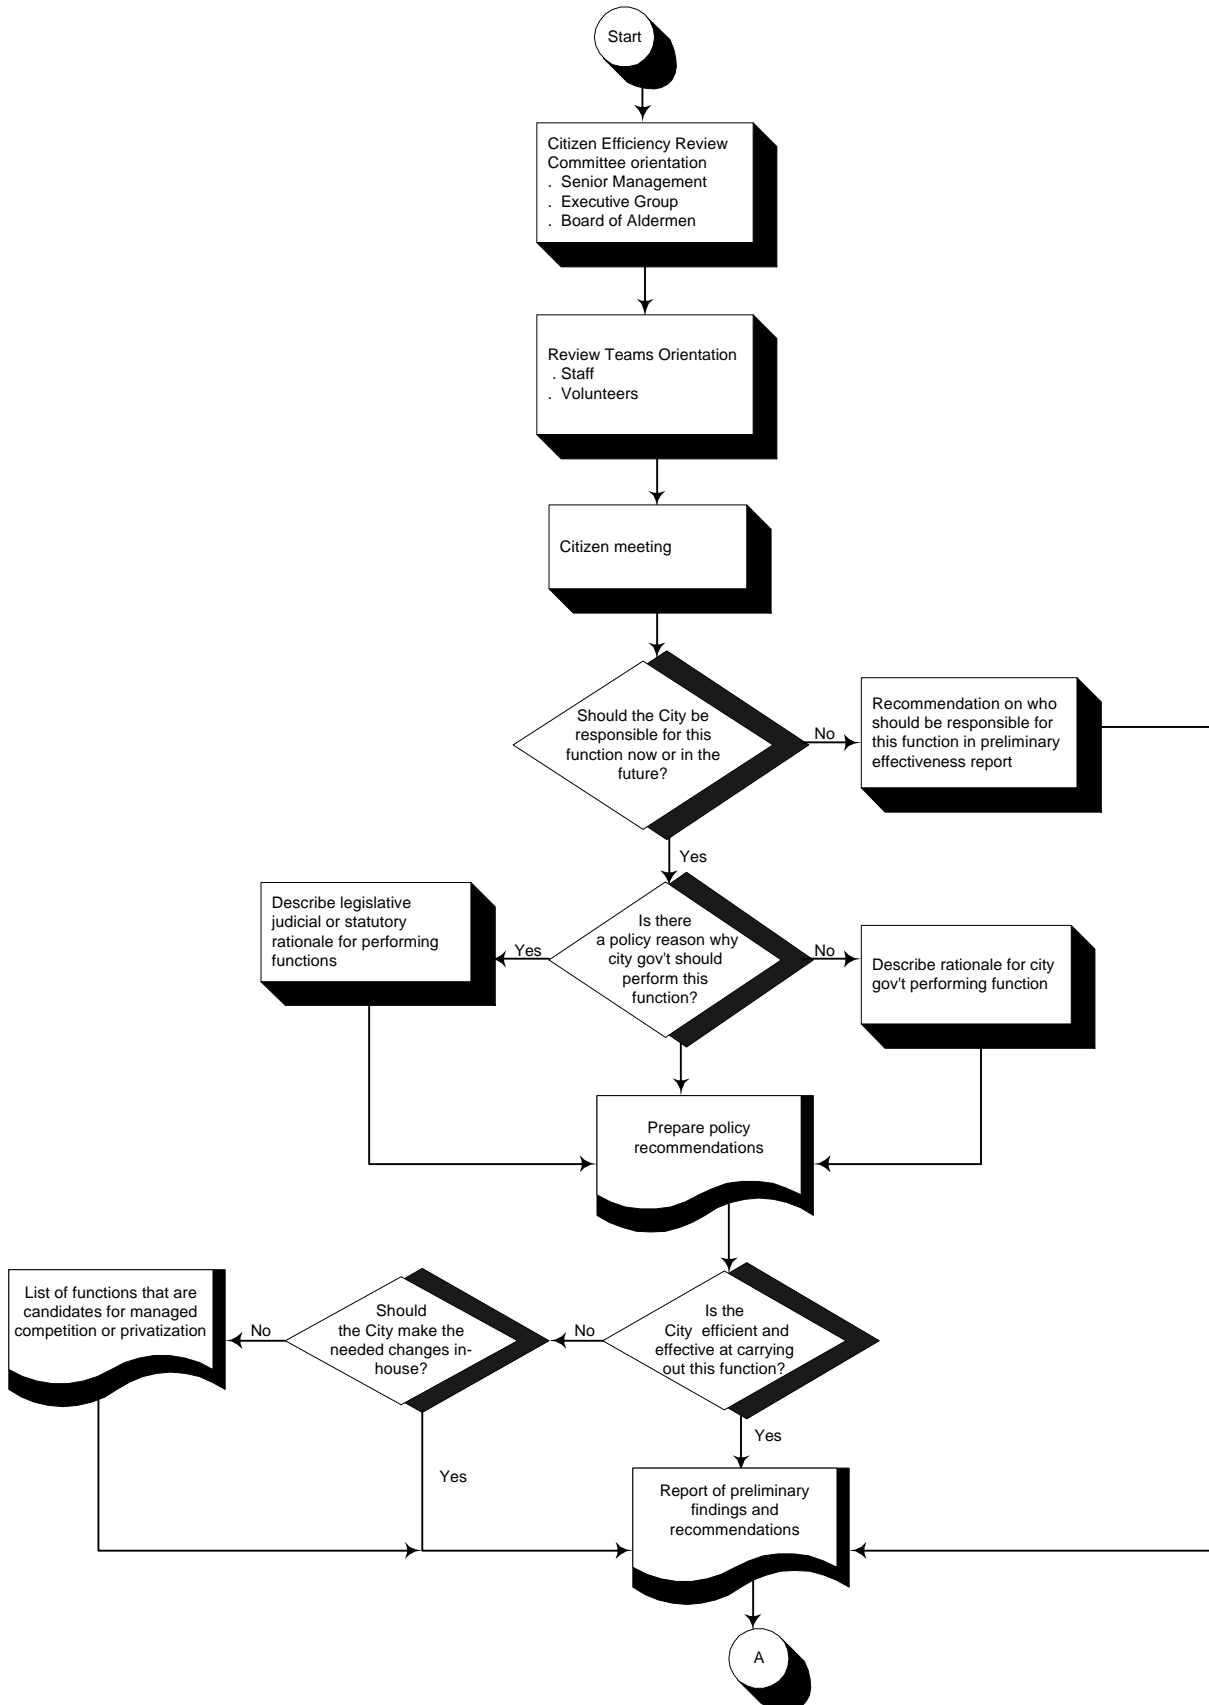 Start
Citizen Efficiency Review
Committee orientation
. Senior Management
. Executive Group
. Board of Aldermen
Review Teams Orientation
. Staff
. Volunteers
Citizen meeting
Should the City be
responsible for this
function now or in the
future?
No
Recommendation on who
should be responsible for
this function in preliminary
effectiveness report
Yes
Describe legislative
judicial or statutory
rationale for performing
functions
Yes
Is there
a policy reason why
city gov't should
perform this
function?
No
Describe rationale for city
gov't performing function
Prepare policy
recommendations
List of functions that are
candidates for managed
competition or privatization
No
Should
the City make the
needed changes in-
house?
No
Is the
City efficient and
effective at carrying
out this function?
Yes
Yes
Report of preliminary
findings and
recommendations
A